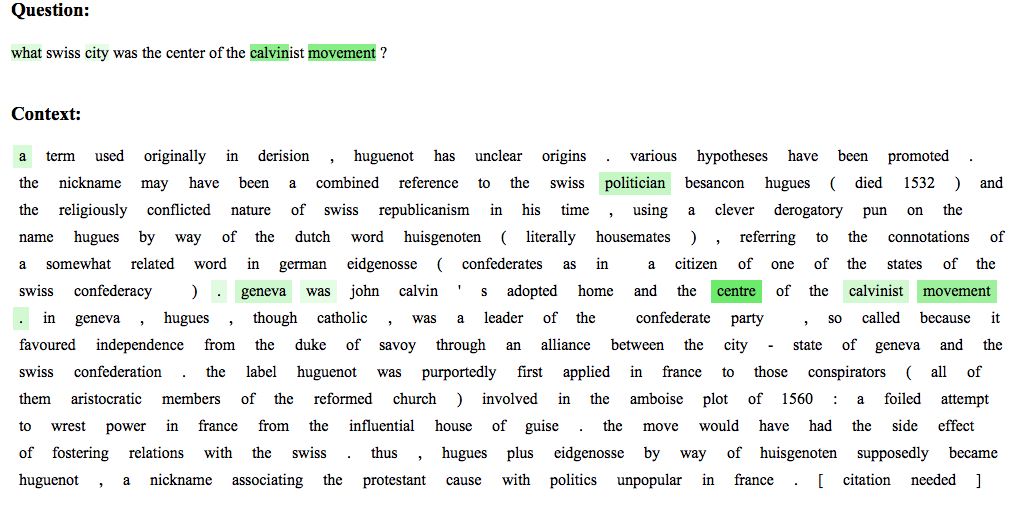 Question:
what swiss city was the center of the calvinist movement ?
Context:
a term used originally in derision , huguenot has unclear origins . various hypotheses have been promoted .
the nickname may have been a combined reference to the swiss politician besancon hugues ( died 1532 ) and
the religiously conflicted nature of swiss republicanism in his time , using a clever derogatory pun on the
name hugues by way of the dutch word huisgenoten ( literally housemates ) , referring to the connotations of
a somewhat related word in german eidgenosse ( confederates as in a citizen of one of the states of the
swiss confederacy ) . geneva was john calvin ' s adopted home and the centre of the calvinist movement
. in geneva , hugues , though catholic , was a leader of the confederate party , so called because it
favoured independence from the duke of savoy through an alliance between the city - state of geneva and the
swiss confederation . the label huguenot was purportedly first applied in france to those conspirators ( all of
them aristocratic members of the reformed church ) involved in the amboise plot of 1560 : a foiled attempt
to wrest power in france from the influential house of guise . the move would have had the side effect
of fostering relations with the swiss . thus , hugues plus eidgenosse by way of huisgenoten supposedly became
huguenot , a nickname associating the protestant cause with politics unpopular in france . [ citation needed ]